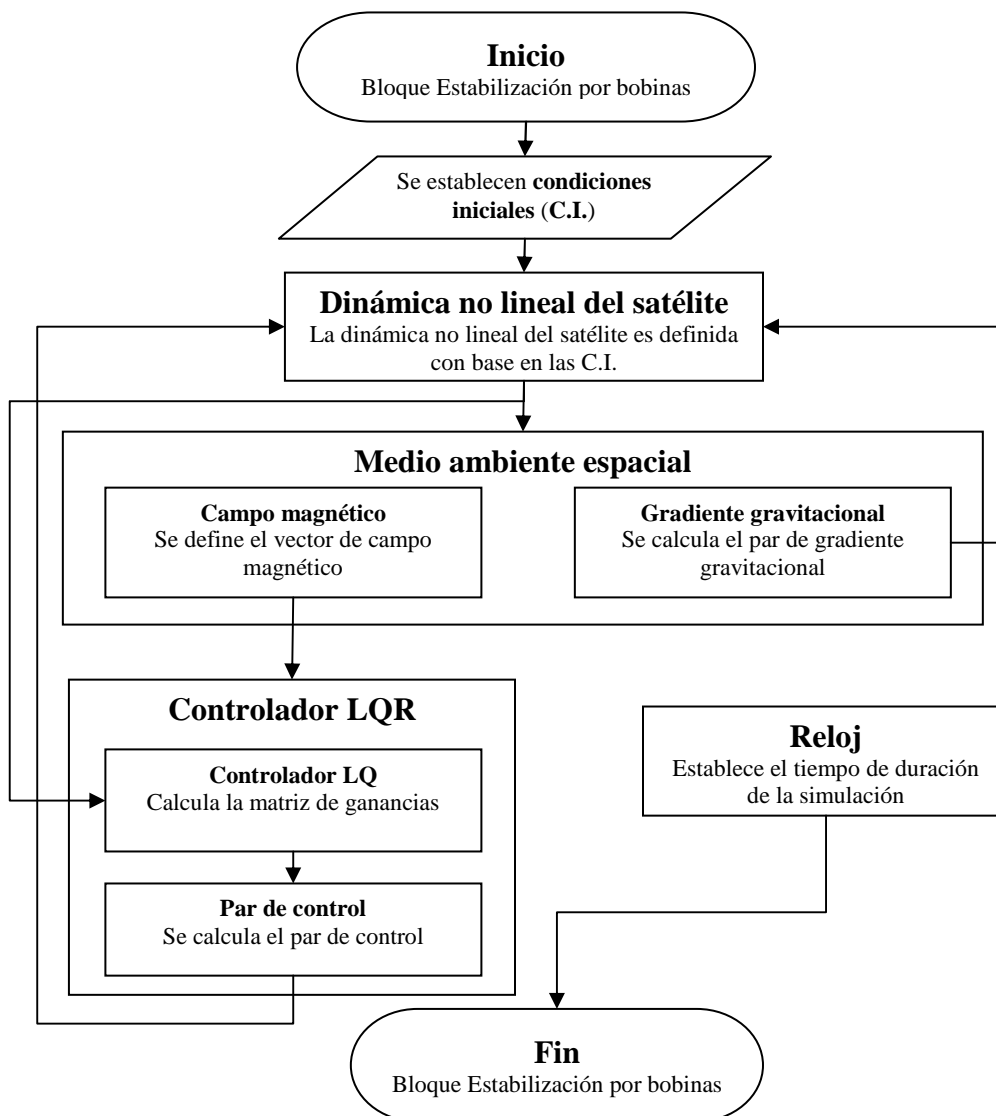 Inicio
Bloque Estabilización por bobinas
Se establecen condiciones
iniciales (C.I.)
Dinámica no lineal del satélite
La dinámica no lineal del satélite es definida
con base en las C.I.
Medio ambiente espacial
Campo magnético
Se define el vector de campo
magnético
Gradiente gravitacional
Se calcula el par de gradiente
gravitacional
Controlador LQR
Controlador LQ
Calcula la matriz de ganancias
Par de control
Se calcula el par de control
Reloj
Establece el tiempo de duración
de la simulación
Fin
Bloque Estabilización por bobinas